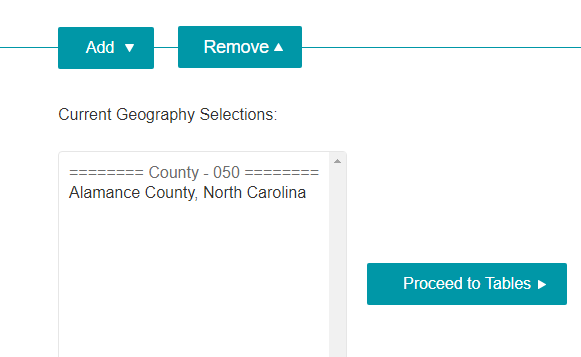 Add ▼
Remove ▲
Current Geography Selections:
======== County - 050 ========
Alamance County, North Carolina
Proceed to Tables ►